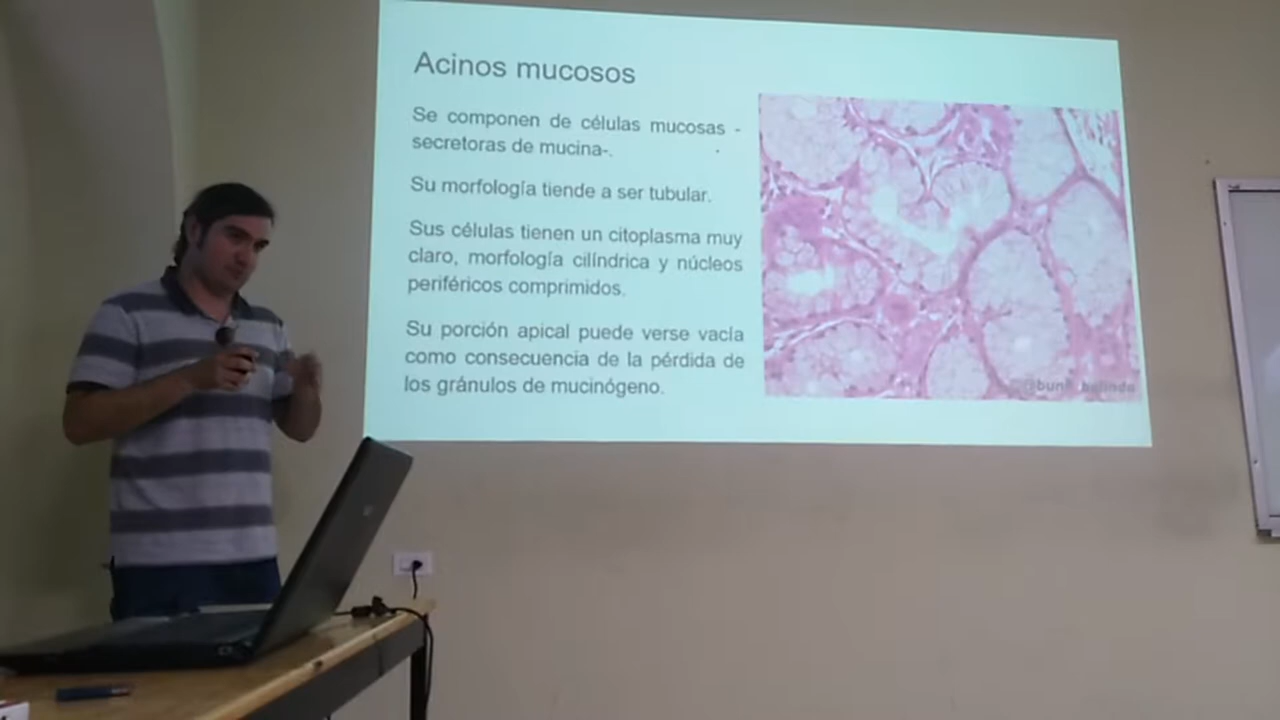 Acinos mucosos
Se componen de células mucosas -
secretoras de mucina-.
Su morfología tiende a ser tubular.
Sus células tienen un citoplasma muy
claro, morfología cilíndrica y núcleos
periféricos comprimidos.
Su porción apical puede verse vacía
como consecuencia de la pérdida de
los gránulos de mucinógeno.